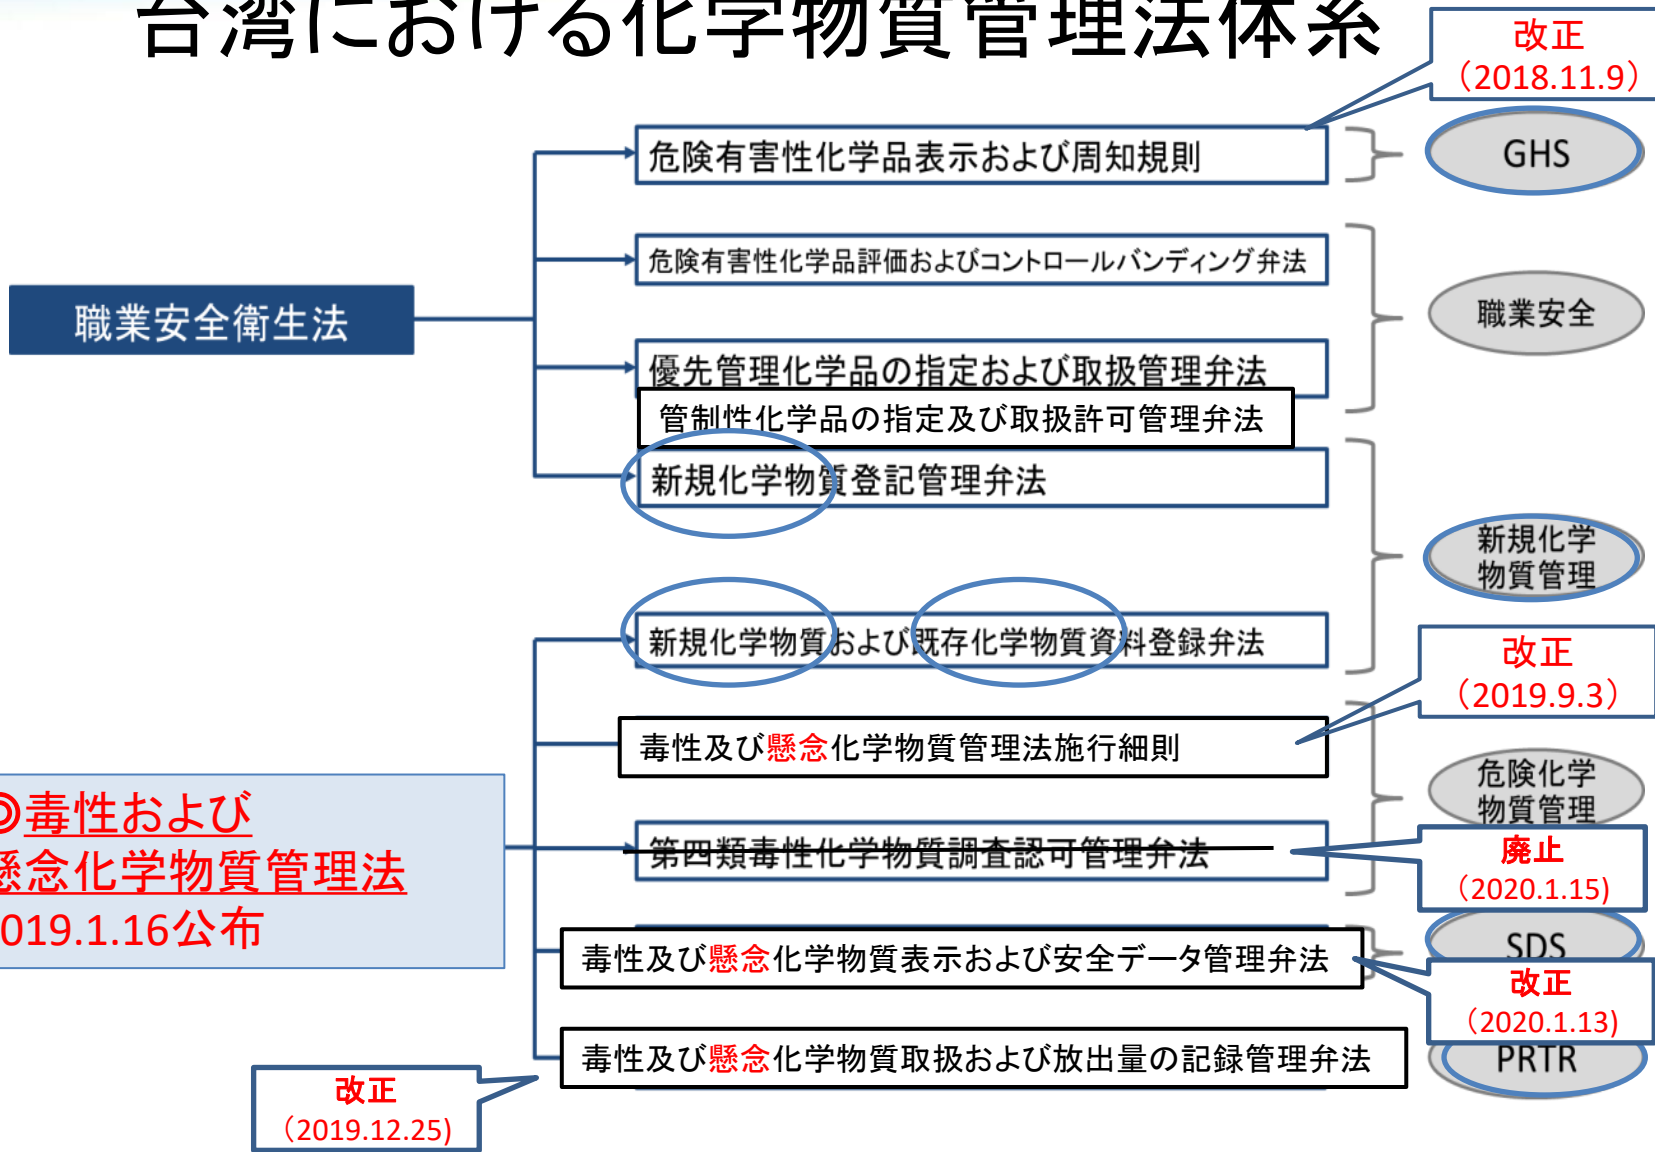 台湾における化学物質管理法体系
改正
（2018.11.9）
危険有害性化学品表示および周知規則
GHS
危険有害性化学品評価およびコントロールバンディング弁法
職業安全衛生法
職業安全
優先管理化学品の指定および取扱管理弁法
管制性化学品の指定及び取扱許可管理弁法
新規化学物質登記管理弁法
新規化学
物質管理
新規化学物質および既存化学物質資料登録弁法
改正
（2019.9.3）
毒性及び懸念化学物質管理法施行細則
危険化学
物質管理
◎毒性および
懸念化学物質管理法
019.1.16公布
第四類毒性化学物質調査認可管理弁法
廃止
（2020.1.15)
SDS
毒性及び懸念化学物質表示および安全データ管理弁法
改正
（2020.1.13)
毒性及び懸念化学物質取扱および放出量の記録管理弁法
PRTR
改正
（2019.12.25)